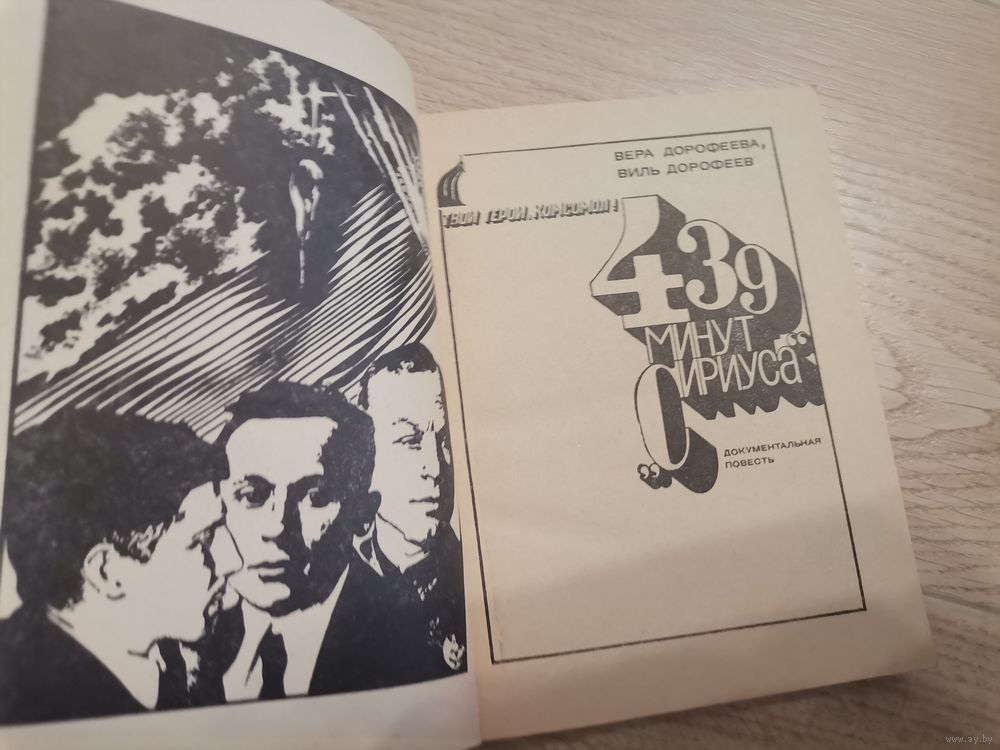 ВЕРА ДОРОФЕЕВА,
ВИЛЬ ДОРОФЕЕВ
ТВОИ ГЕРОИ, КОМСОМОЛ!
439
МИНУТ
„СИРИУСА“
ДОКУМЕНТАЛЬНАЯ
ПОВЕСТЬ
www.ay.by